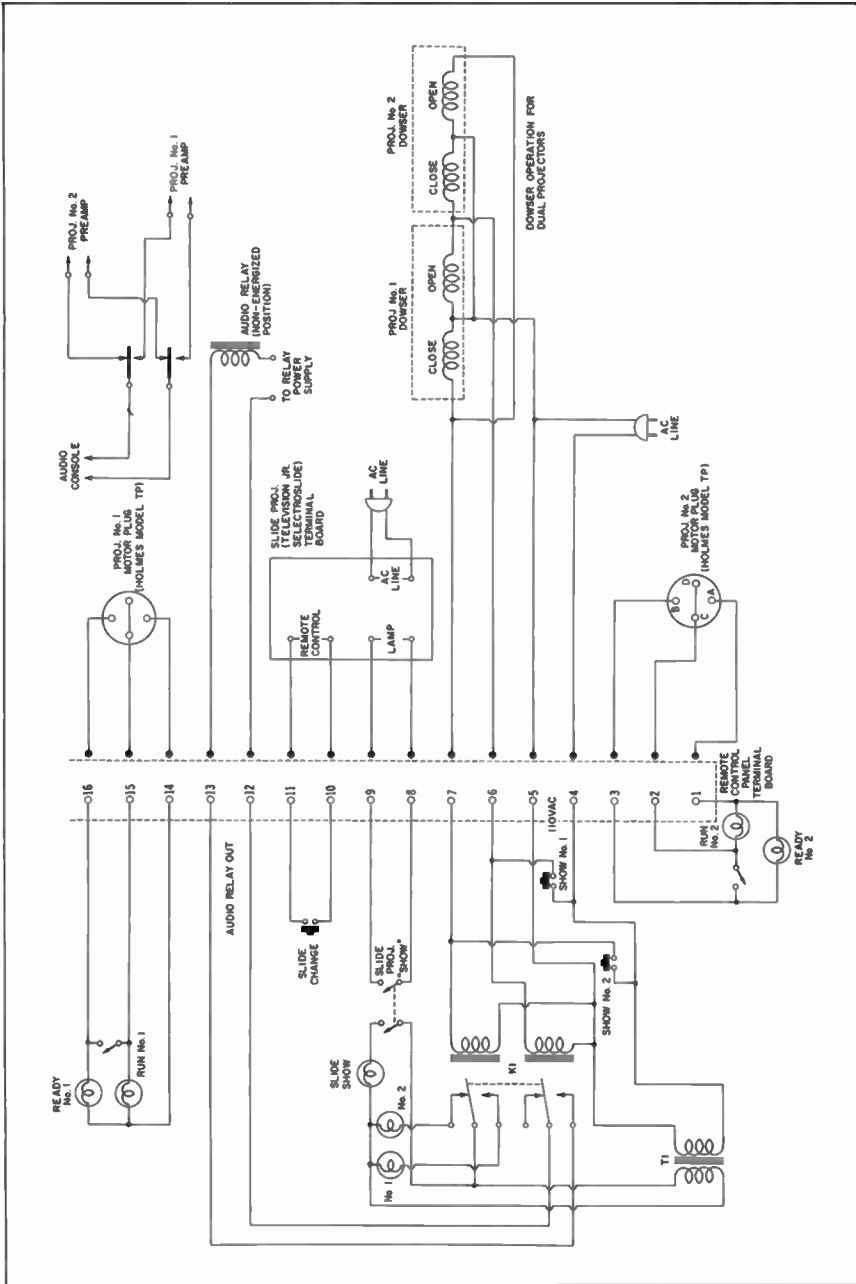 PROJ. No. 2
PREAMP
PROJ. No. 1
PREAMP
AUDIO
CONSOLE
AUDIO RELAY
(NON-ENERGIZED
POSITION)
TO RELAY
POWER
SUPPLY
PROJ. No. 1
MOTOR PLUG
(HOLMES MODEL TP)
SLIDE PROJ.
(TELEVISION JR.
SELECTROSLIDE)
TERMINAL
BOARD
REMOTE
CONTROL
LAMP
AC
LINE
AC
LINE
PROJ. No. 2
DOWSER
CLOSE
OPEN
PROJ. No. 1
DOWSER
CLOSE
OPEN
DOWSER OPERATION FOR
DUAL PROJECTORS
AC
LINE
PROJ. No. 2
MOTOR PLUG
(HOLMES MODEL TP)
B
D
C
A
16
15
14
13
12
11
10
9
8
7
6
5
4
3
2
1
110VAC
REMOTE
CONTROL
PANEL
TERMINAL
BOARD
READY
No. 1
RUN No. 1
AUDIO RELAY OUT
SLIDE
CHANGE
SLIDE
PROJ.
"SHOW"
SLIDE
SHOW
No. 2
No. 1
K1
SHOW No. 1
SHOW No. 2
RUN
No. 2
READY
No. 2
T1